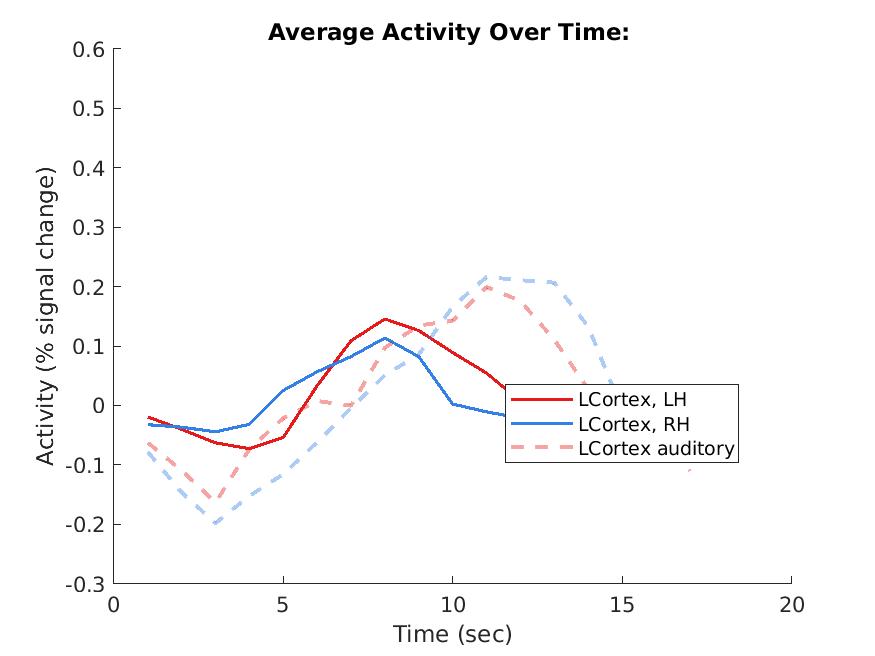 Average Activity Over Time:
Activity (% signal change)
0.6
0.5
0.4
0.3
0.2
0.1
0
-0.1
-0.2
-0.3
LCortex, LH
LCortex, RH
LCortex auditory
0 5 10 15 20
Time (sec)